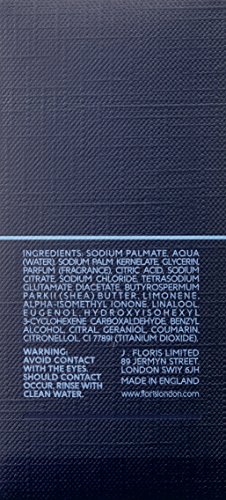 INGREDIENTS: SODIUM PALMATE, AQUA
(WATER), SODIUM PALM KERNELATE, GLYCERIN,
PARFUM (FRAGRANCE), CITRIC ACID, SODIUM
CITRATE, SODIUM CHLORIDE, TETRASODIUM
GLUTAMATE DIACETATE, BUTYROSPERMUM
PARKII (SHEA) BUTTER, LIMONENE,
ALPHA-ISOMETHYL IONONE, LINALOOL,
EUGENOL, HYDROXYISOHEXYL
3-CYCLOHEXENE CARBOXALDEHYDE, BENZYL
ALCOHOL, CITRAL, GERANIOL, COUMARIN,
CITRONELLOL, CI 77891 (TITANIUM DIOXIDE).
WARNING:
AVOID CONTACT
WITH THE EYES.
SHOULD CONTACT
OCCUR, RINSE WITH
CLEAN WATER.
J. FLORIS LIMITED
89 JERMYN STREET,
LONDON SW1Y 6JH
MADE IN ENGLAND
www.florislondon.com